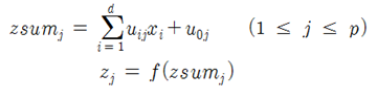 zsum_j = \sum_{i=1}^{d} u_{ij} x_i + u_{0j}   (1 ≤ j ≤ p)
z_j = f(zsum_j)